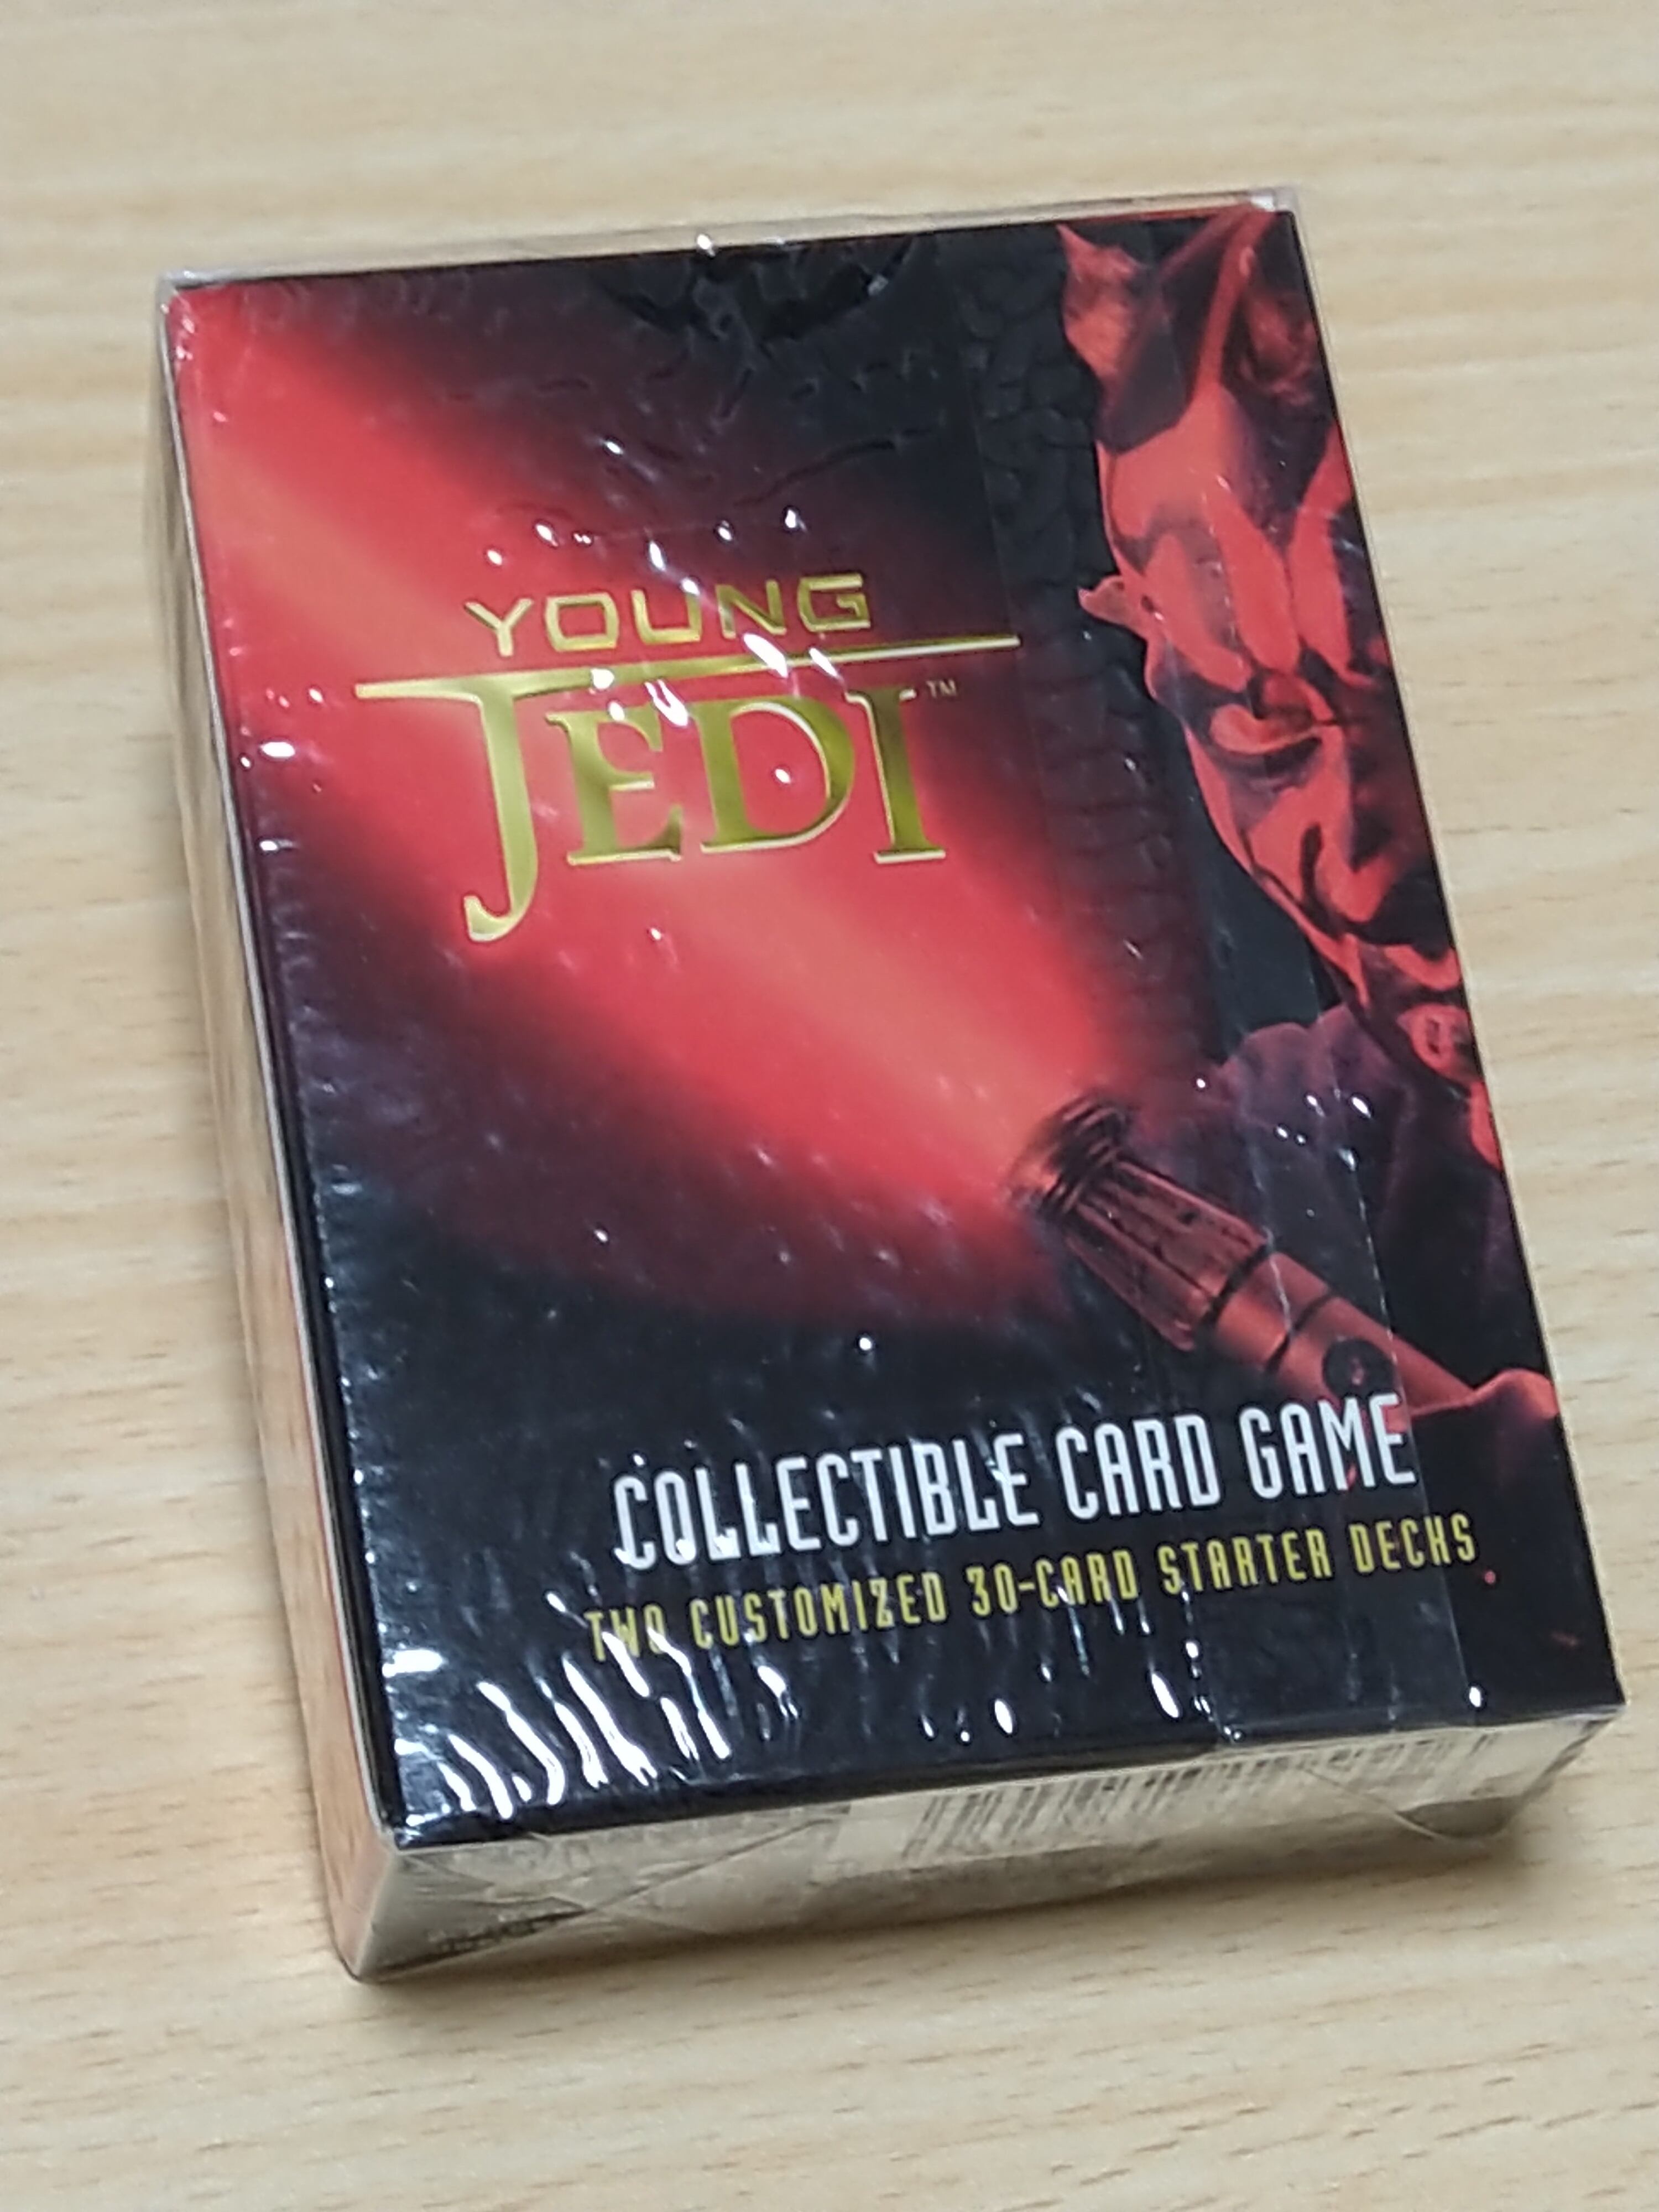 YOUNG
JEDI™
COLLECTIBLE CARD GAME
TWO CUSTOMIZED 30-CARD STARTER DECKS